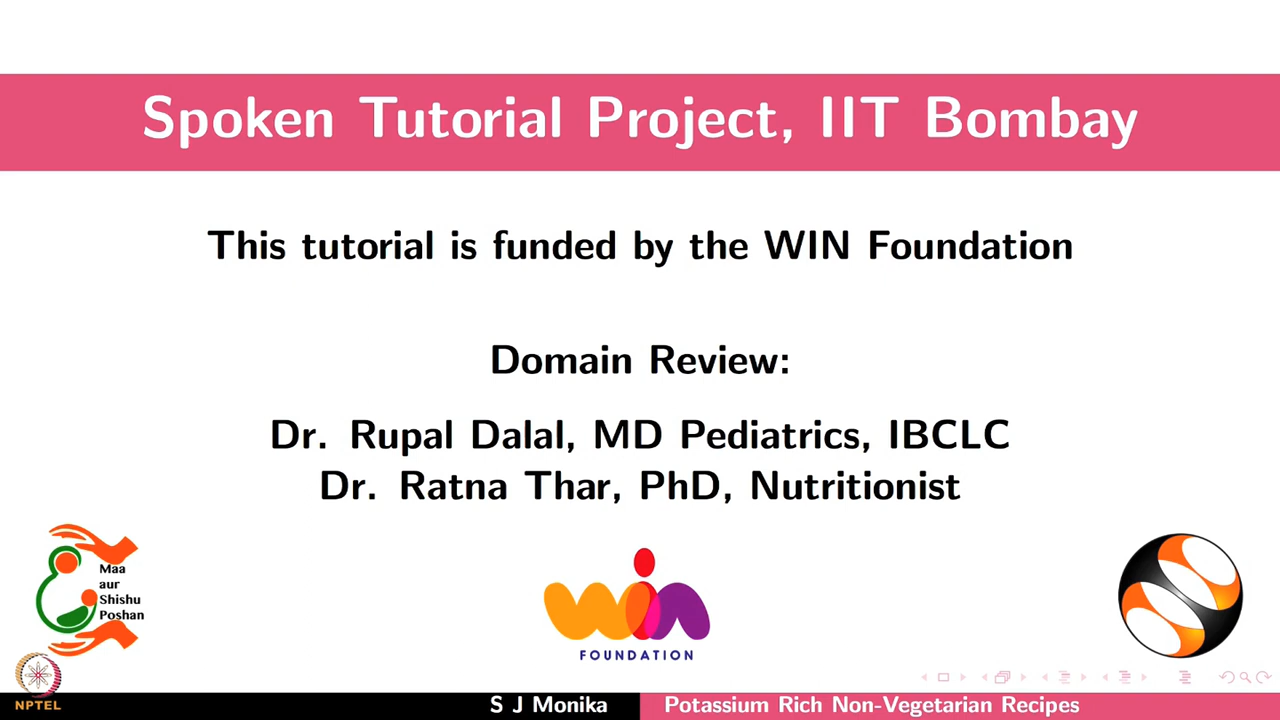 Spoken Tutorial Project, IIT Bombay
This tutorial is funded by the WIN Foundation
Domain Review:
Dr. Rupal Dalal, MD Pediatrics, IBCLC
Dr. Ratna Thar, PhD, Nutritionist
Maa
aur
Shishu
Poshan
win
FOUNDATION
NPTEL
S J Monika
Potassium Rich Non-Vegetarian Recipes